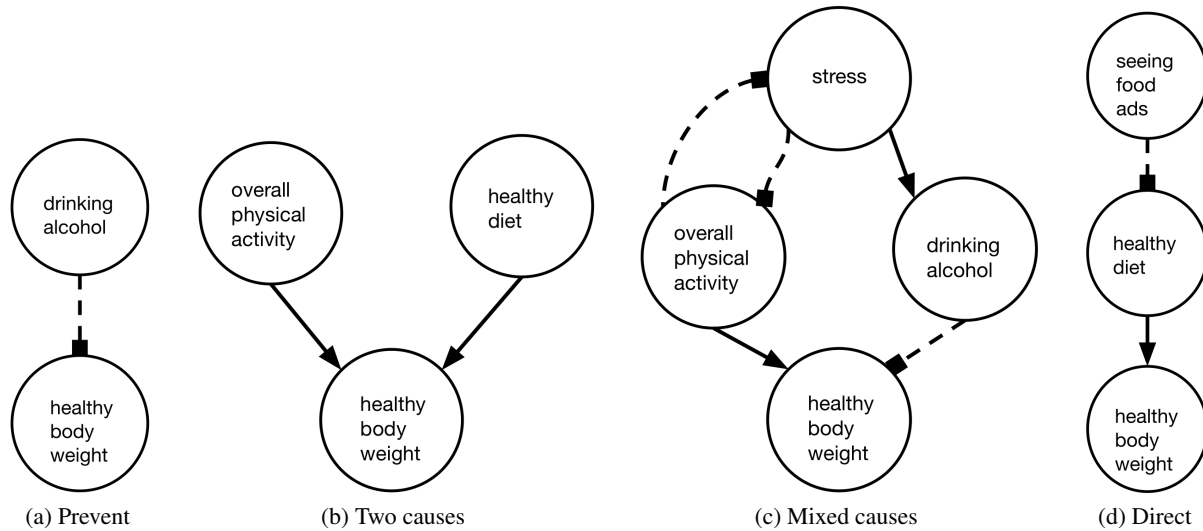 drinking
alcohol
healthy
body
weight
(a) Prevent
overall
physical
activity
healthy
diet
healthy
body
weight
(b) Two causes
stress
overall
physical
activity
drinking
alcohol
healthy
body
weight
(c) Mixed causes
seeing
food
ads
healthy
diet
healthy
body
weight
(d) Direct